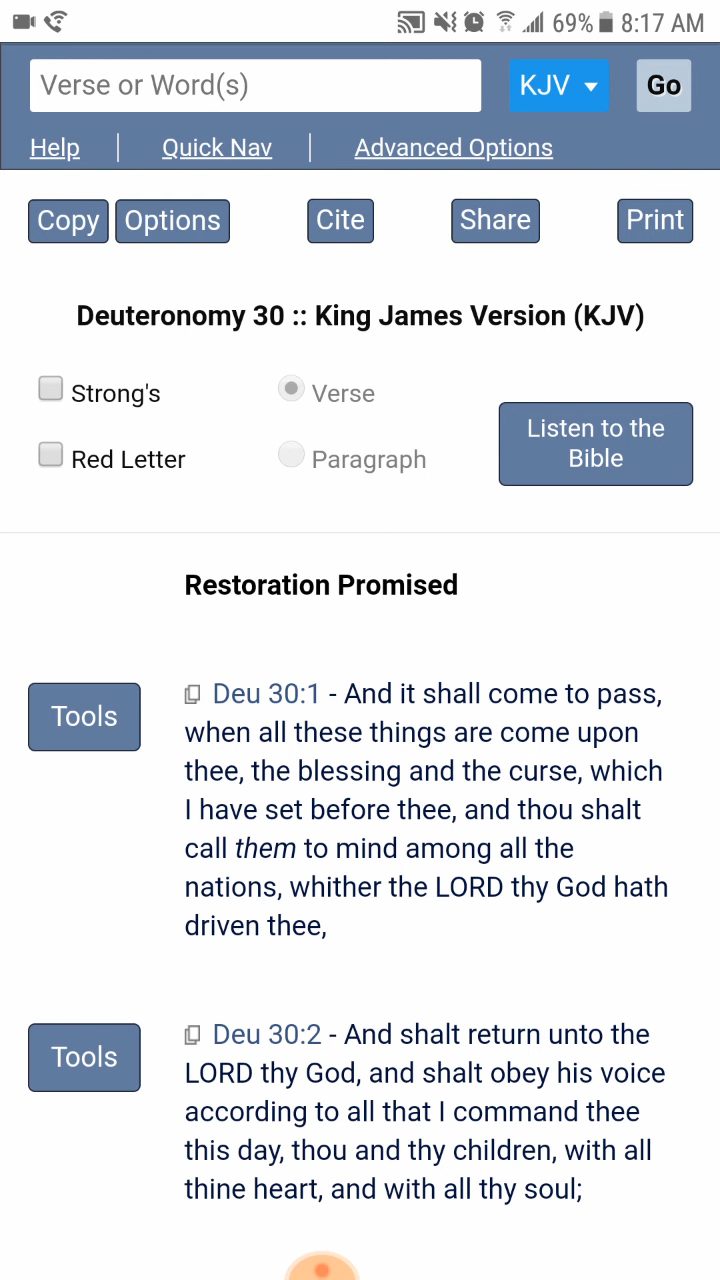 69% 8:17 AM
Verse or Word(s) KJV Go
Help Quick Nav Advanced Options
Copy Options Cite Share Print
Deuteronomy 30 :: King James Version (KJV)
Strong's Verse
Listen to the
Bible
Red Letter Paragraph
Restoration Promised
Tools
Deu 30:1 - And it shall come to pass,
when all these things are come upon
thee, the blessing and the curse, which
I have set before thee, and thou shalt
call them to mind among all the
nations, whither the LORD thy God hath
driven thee,
Tools
Deu 30:2 - And shalt return unto the
LORD thy God, and shalt obey his voice
according to all that I command thee
this day, thou and thy children, with all
thine heart, and with all thy soul;